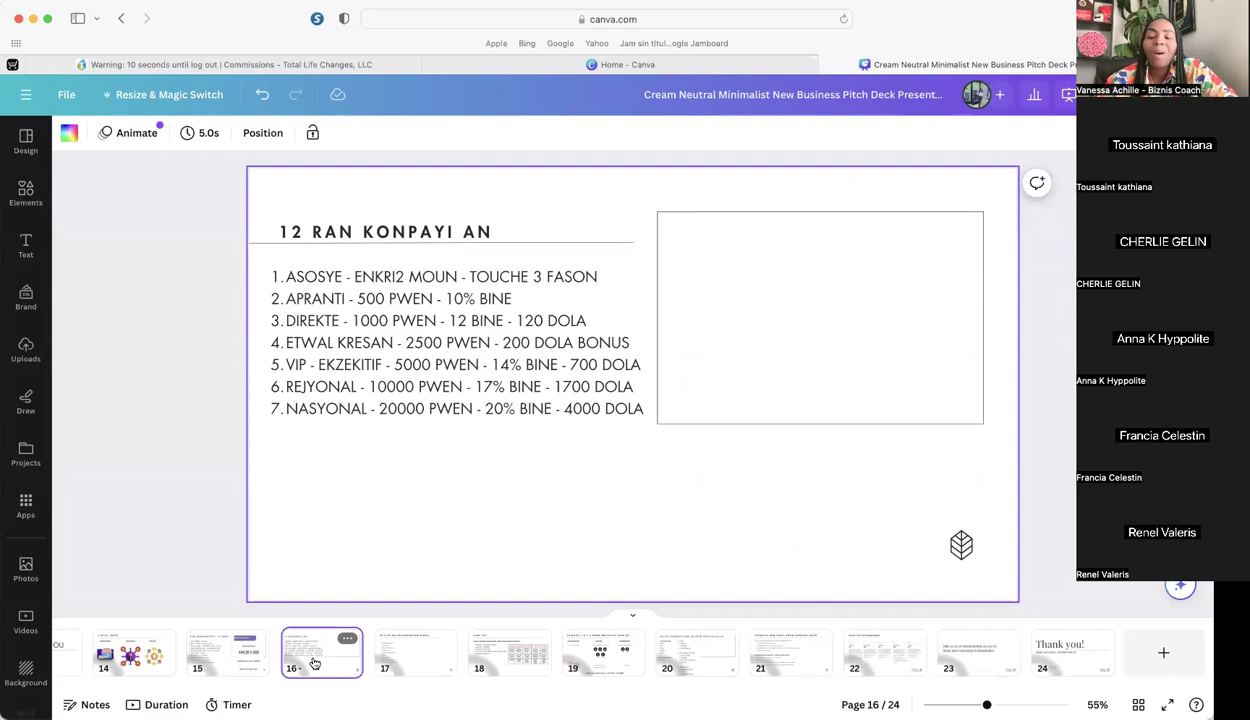 canva.com
Apple
Bing
Google
Yahoo
Jam sin titul...ogle Jamboard
Warning: 10 seconds until log out | Commissions - Total Life Changes, LLC
Home - Canva
Cream Neutral Minimalist New Business Pitch Deck Pr
File
Resize & Magic Switch
Cream Neutral Minimalist New Business Pitch Deck Present...
Animate
5.0s
Position
Design
Elements
Text
Brand
Uploads
Draw
Projects
Apps
Photos
Videos
Background
12 RAN KONPAYI AN
1. ASOSYE - ENKRI2 MOUN - TOUCHE 3 FASON
2. APRANTI - 500 PWEN - 10% BINE
3. DIREKTE - 1000 PWEN - 12 BINE - 120 DOLA
4. ETWAL KRESAN - 2500 PWEN - 200 DOLA BONUS
5. VIP - EKZEKITIF - 5000 PWEN - 14% BINE - 700 DOLA
6. REJYONAL - 10000 PWEN - 17% BINE - 1700 DOLA
7. NASYONAL - 20000 PWEN - 20% BINE - 4000 DOLA
Vanessa Achille - Biznis Coach
Toussaint kathiana
Toussaint kathiana
CHERLIE GELIN
CHERLIE GELIN
Anna K Hyppolite
Anna K Hyppolite
Francia Celestin
Francia Celestin
Renel Valeris
Renel Valeris
OU
14
15
16 -
17
18
19
20
21
22
23
Thank you!
24
Notes
Duration
Timer
Page 16 / 24
55%